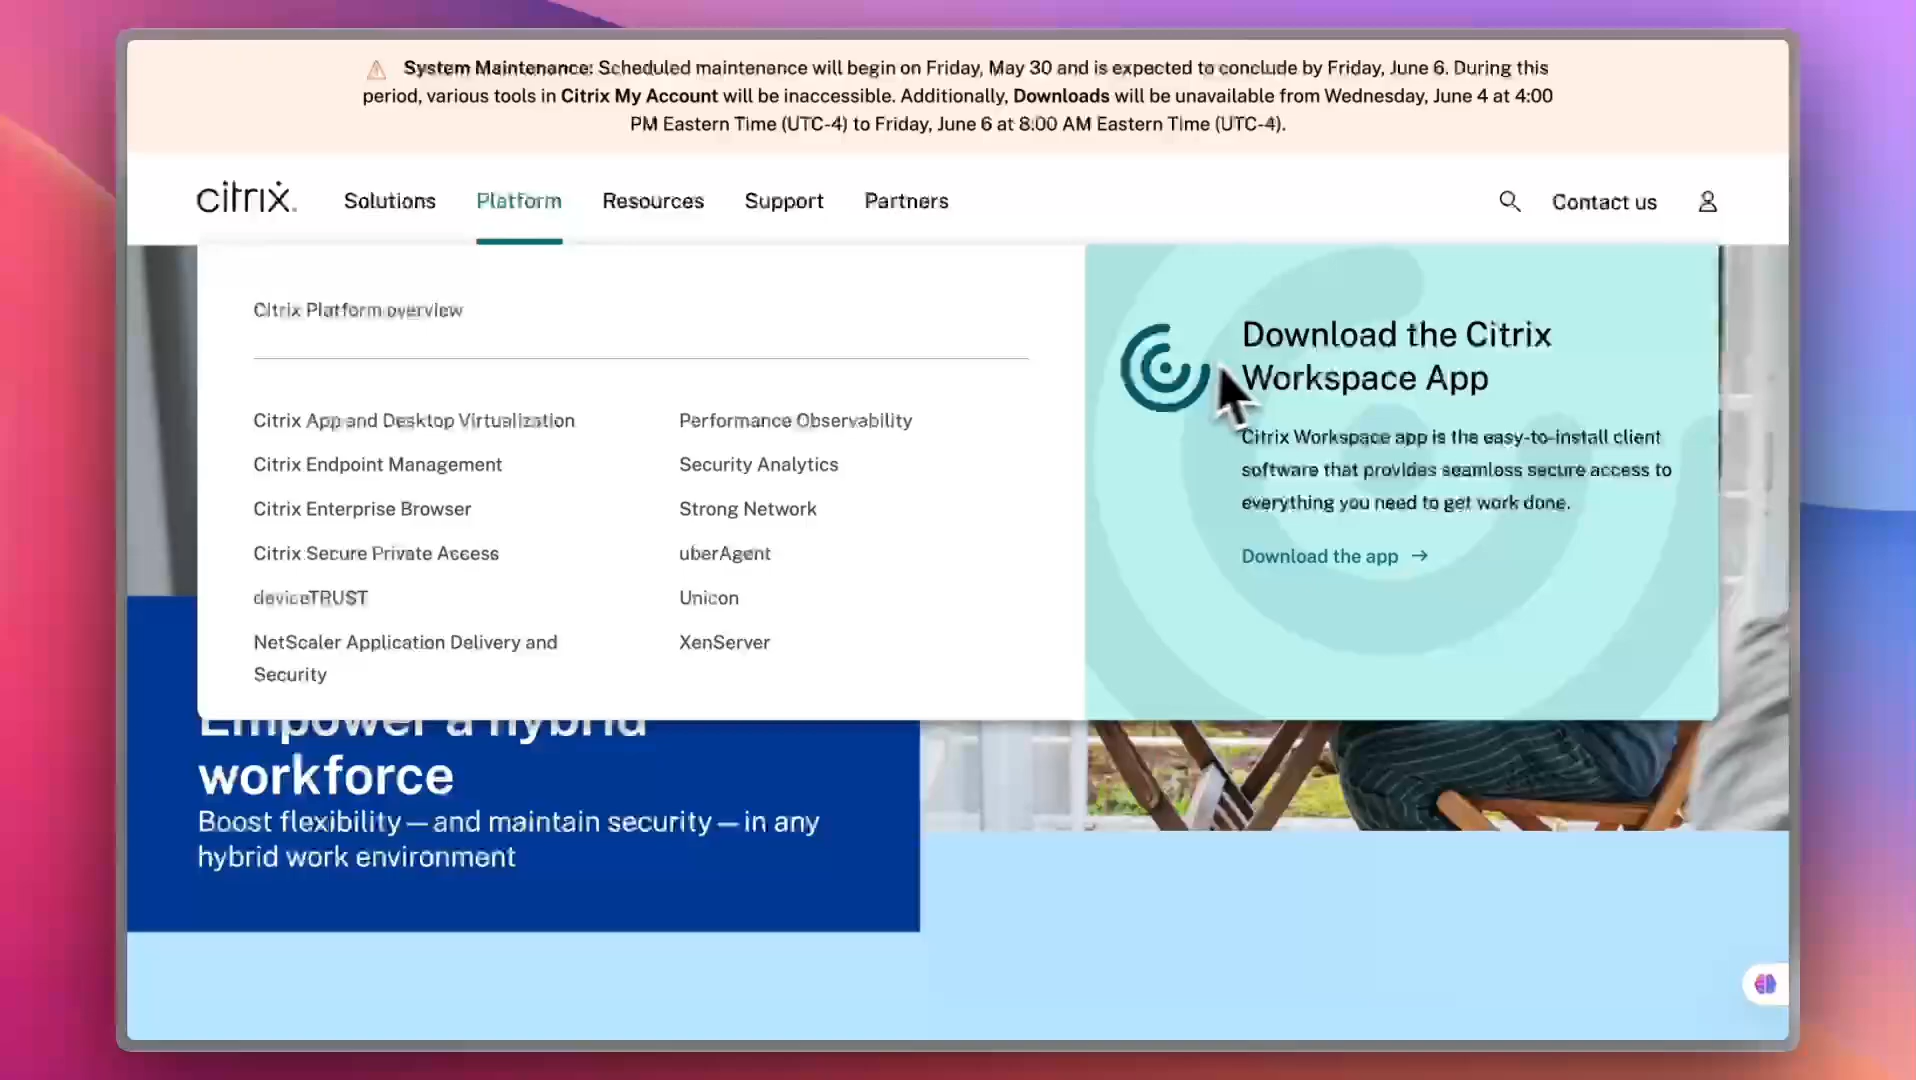 System Maintenance: Scheduled maintenance will begin on Friday, May 30 and is expected to conclude by Friday, June 6. During this
period, various tools in Citrix My Account will be inaccessible. Additionally, Downloads will be unavailable from Wednesday, June 4 at 4:00
PM Eastern Time (UTC-4) to Friday, June 6 at 8:00 AM Eastern Time (UTC-4).
citrix.
Solutions
Platform
Resources
Support
Partners
Contact us
Citrix Platform overview
Citrix App and Desktop Virtualization
Citrix Endpoint Management
Citrix Enterprise Browser
Citrix Secure Private Access
deviceTRUST
NetScaler Application Delivery and
Security
Performance Observability
Security Analytics
Strong Network
uberAgent
Unicon
XenServer
Download the Citrix
Workspace App
Citrix Workspace app is the easy-to-install client
software that provides seamless secure access to
everything you need to get work done.
Download the app →
Empower a hybrid
workforce
Boost flexibility — and maintain security — in any
hybrid work environment